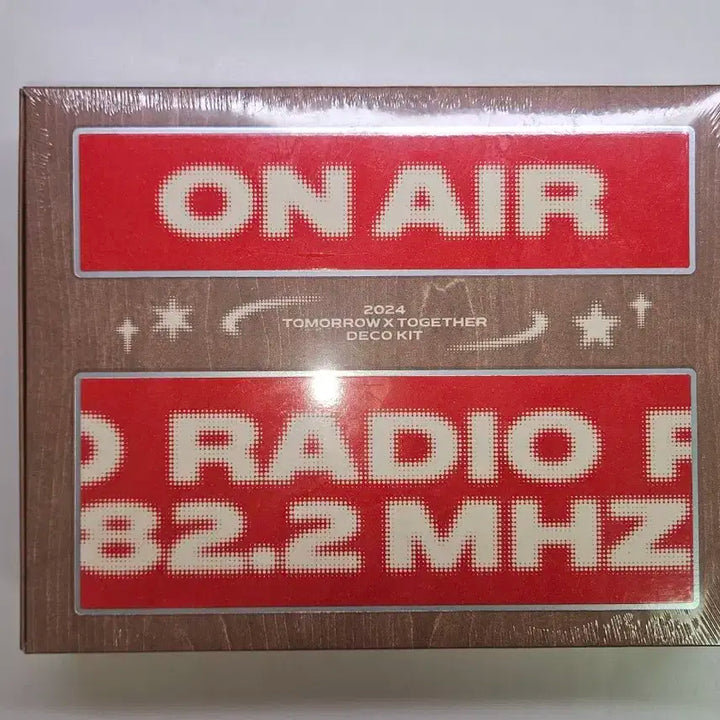 ON AIR
2024
TOMORROW X TOGETHER
DECO KIT
O RADIO R
82.2 MHZ